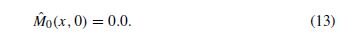 M̂₀(x, 0) = 0.0. (13)